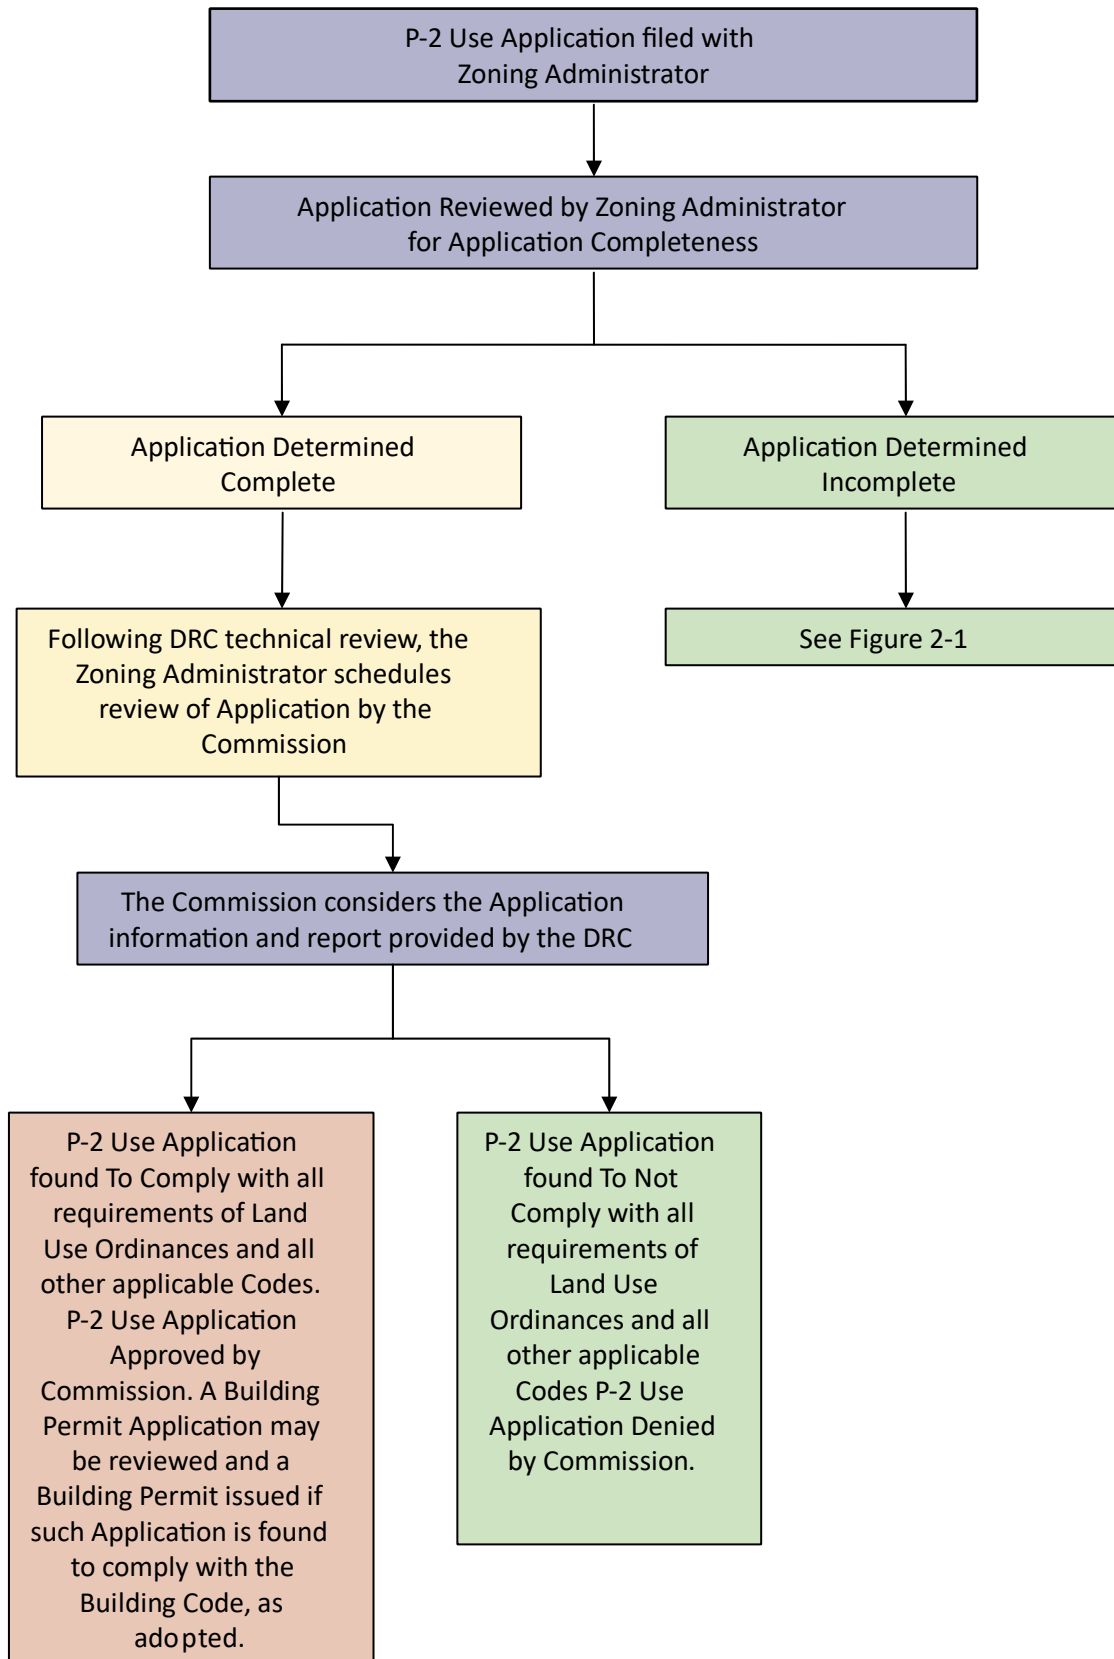 P-2 Use Application filed with
Zoning Administrator
Application Reviewed by Zoning Administrator
for Application Completeness
Application Determined
Complete
Application Determined
Incomplete
Following DRC technical review, the
Zoning Administrator schedules
review of Application by the
Commission
See Figure 2-1
The Commission considers the Application
information and report provided by the DRC
P-2 Use Application
found To Comply with all
requirements of Land
Use Ordinances and all
other applicable Codes.
P-2 Use Application
Approved by
Commission. A Building
Permit Application may
be reviewed and a
Building Permit issued if
such Application is found
to comply with the
Building Code, as
adopted.
P-2 Use Application
found To Not
Comply with all
requirements of
Land Use
Ordinances and all
other applicable
Codes P-2 Use
Application Denied
by Commission.